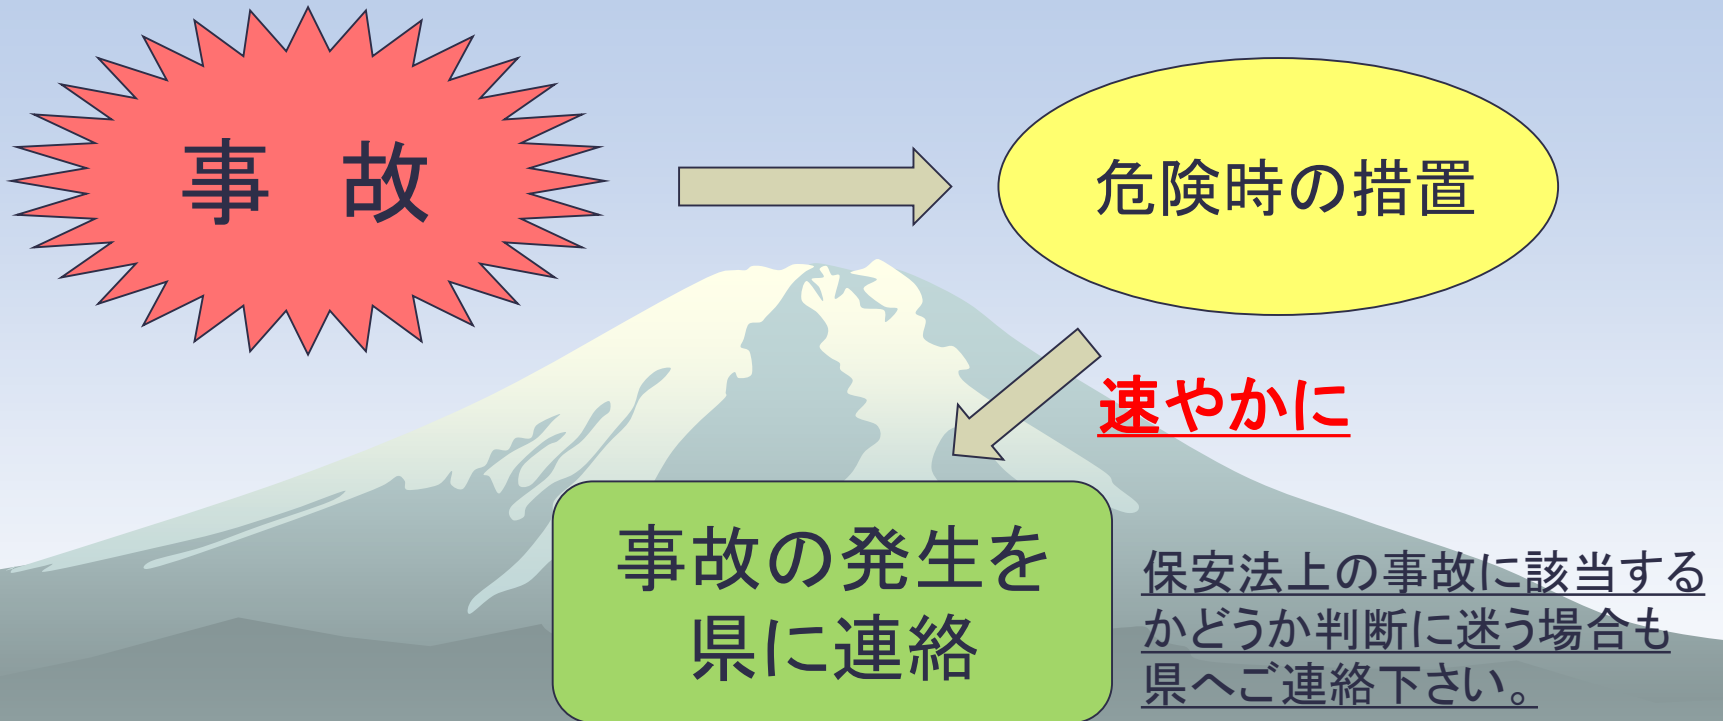 事　故
危険時の措置
速やかに
事故の発生を
県に連絡
保安法上の事故に該当する
かどうか判断に迷う場合も
県へご連絡下さい。